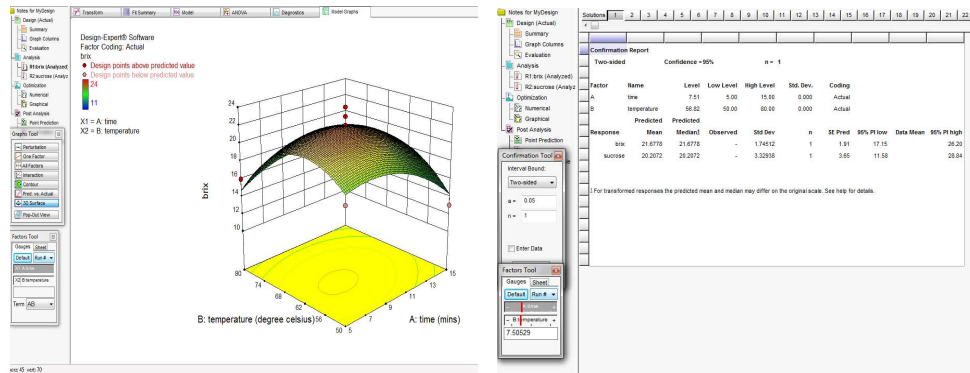 Notes for MyDesign
Design (Actual)
Summary
Graph Columns
Evaluation
Analysis
R1:brix (Analyzed)
R2:sucrose (Analyz
Optimization
Numerical
Graphical
Post Analysis
Point Prediction
Graphs Tool
Perturbation
One Factor
All Factors
Interaction
Contour
Pred. vs. Actual
3D Surface
Pop-Out View
Factors Tool
Gauges Sheet
Default Run #
X1 A:time
X2 B:temperature
Term AB
Transform Fit Summary f(x) Model ANOVA Diagnostics Model Graphs
Design-Expert® Software
Factor Coding: Actual
brix
Design points above predicted value
Design points below predicted value
24
11
X1 = A: time
X2 = B: temperature
brix
24
22
20
18
16
14
12
10
80
74
68
62
56
50
5
7
9
11
13
15
B: temperature (degree celsius)
A: time (mins)
Notes for MyDesign
Design (Actual)
Summary
Graph Columns
Evaluation
Analysis
R1:brix (Analyzed)
R2:sucrose (Analyz
Optimization
Numerical
Graphical
Post Analysis
Point Prediction
Confirmation Tool
Interval Bound:
Two-sided
a = 0.05
n = 1
Enter Data
Factors Tool
Gauges Sheet
Default Run #
A:time
B:temperature
7.50529
Solutions 1 2 3 4 5 6 7 8 9 10 11 12 13 14 15 16 17 18 19 20 21 22
Confirmation Report
Two-sided Confidence = 95% n = 1
Factor Name Level Low Level High Level Std. Dev. Coding
A time 7.51 5.00 15.00 0.000 Actual
B temperature 56.82 50.00 80.00 0.000 Actual
Predicted Predicted
Response Mean Median1 Observed Std Dev n SE Pred 95% PI low Data Mean 95% PI high
brix 21.6778 21.6778 - 1.74512 1 1.91 17.15 26.20
sucrose 20.2072 20.2072 - 3.32938 1 3.65 11.58 28.84
1 For transformed responses the predicted mean and median may differ on the original scale. See help for details.